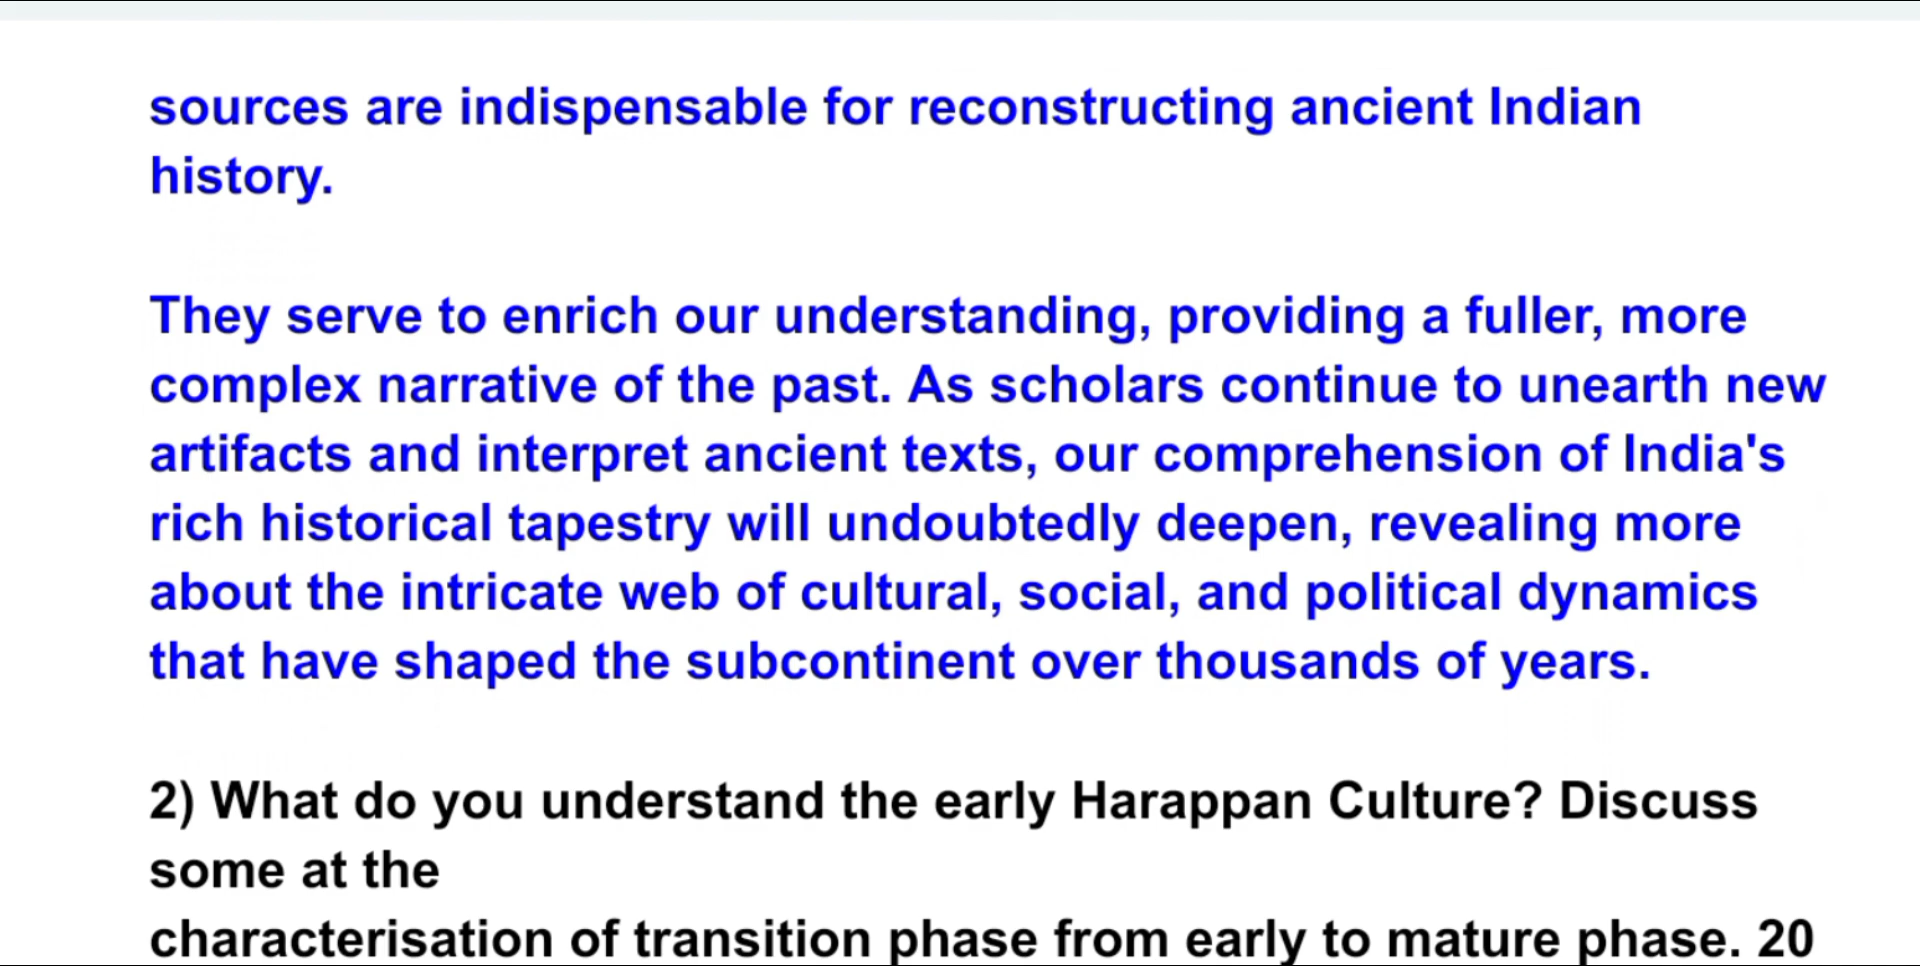 sources are indispensable for reconstructing ancient Indian
history.
They serve to enrich our understanding, providing a fuller, more
complex narrative of the past. As scholars continue to unearth new
artifacts and interpret ancient texts, our comprehension of India's
rich historical tapestry will undoubtedly deepen, revealing more
about the intricate web of cultural, social, and political dynamics
that have shaped the subcontinent over thousands of years.
2) What do you understand the early Harappan Culture? Discuss
some at the
characterisation of transition phase from early to mature phase. 20